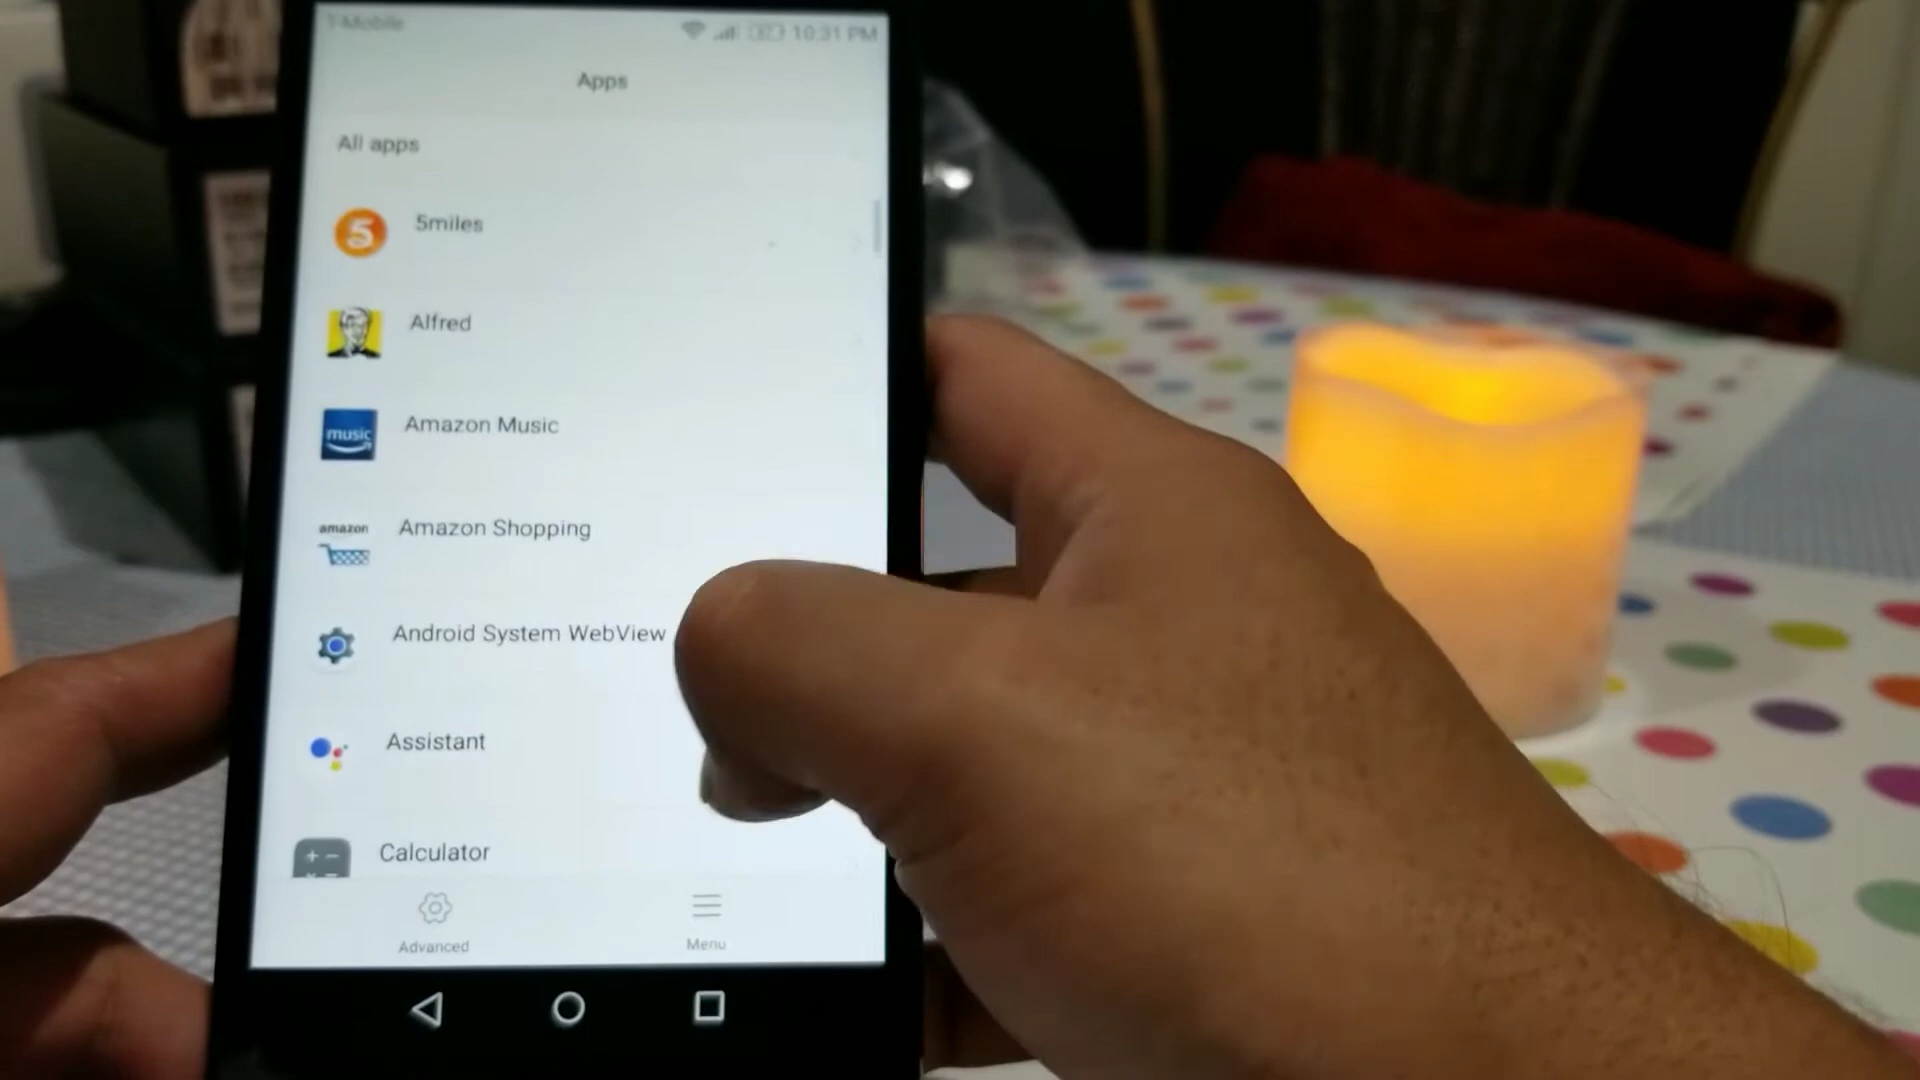 T-Mobile 10:31 PM
Apps
All apps
5
5miles
Alfred
music
Amazon Music
amazon
Amazon Shopping
Android System WebView
Assistant
Calculator
Advanced Menu